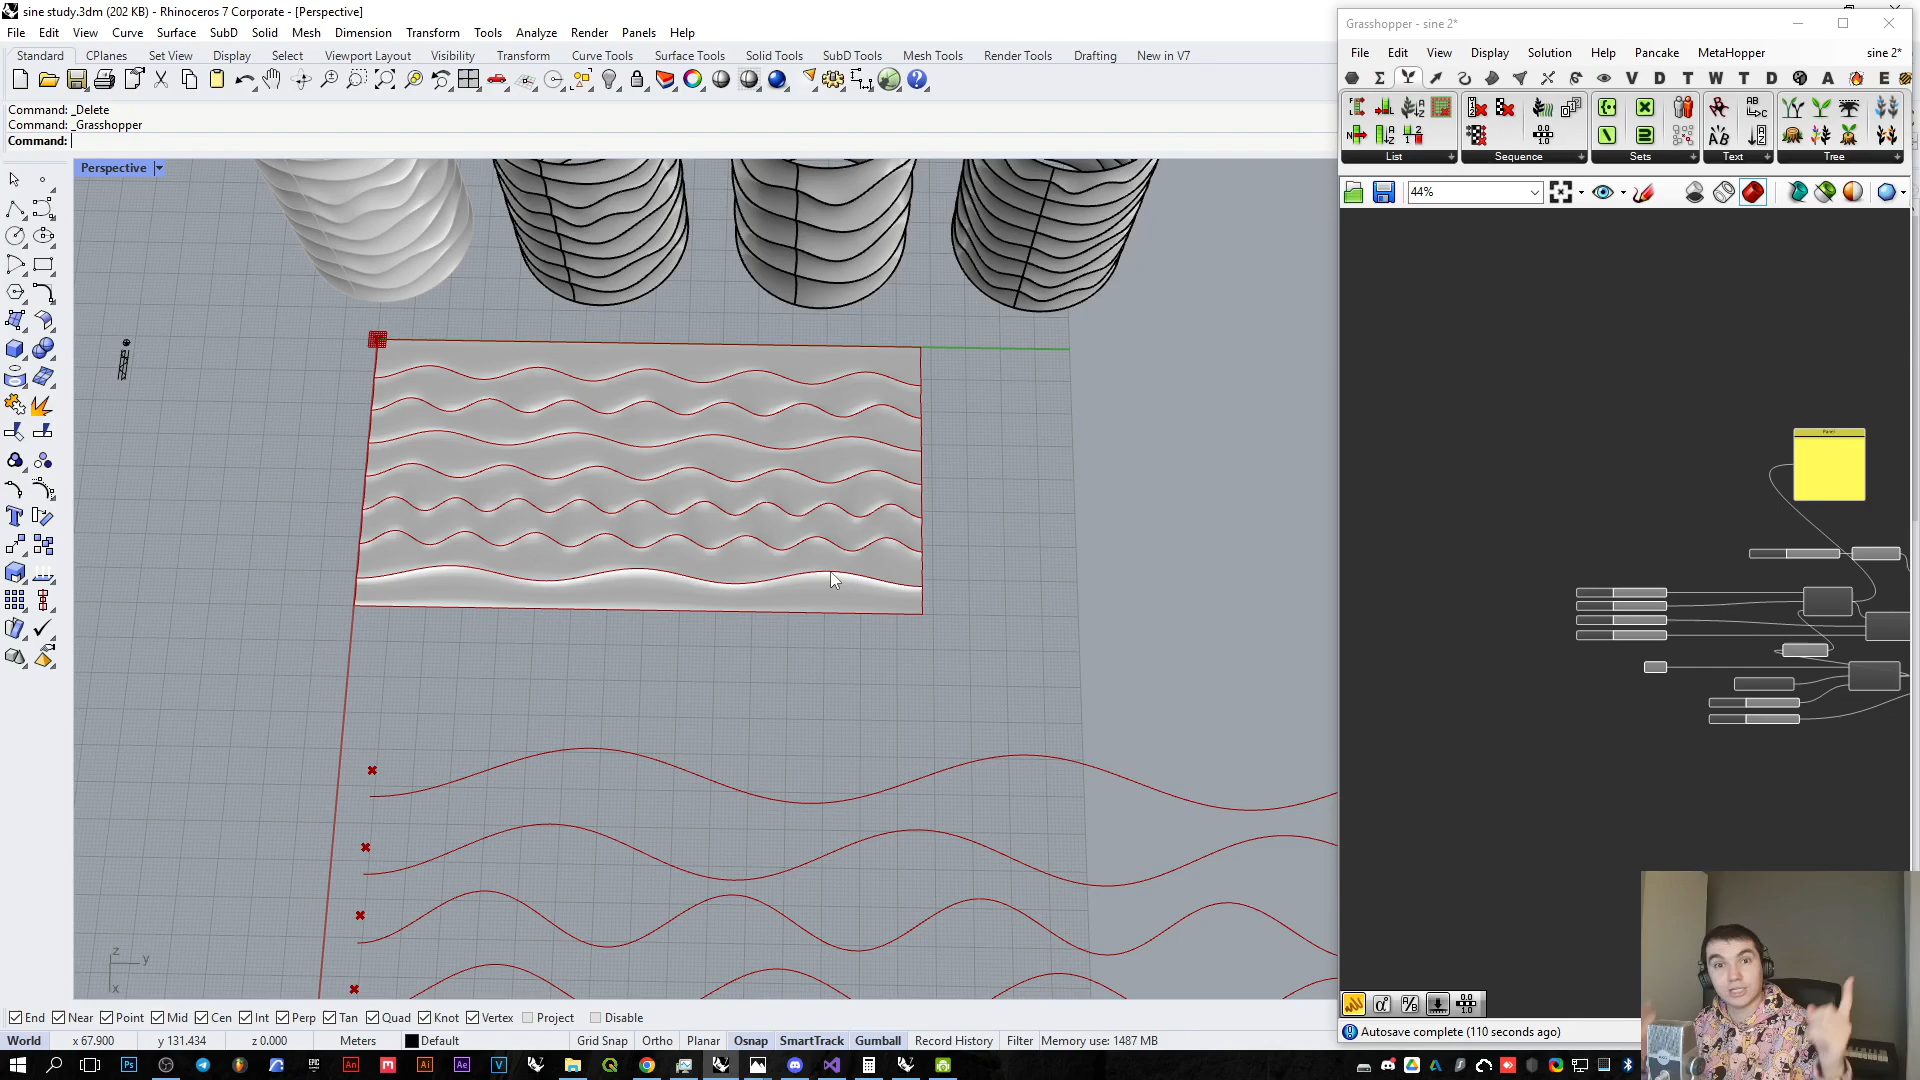 sine study.3dm (202 KB) - Rhinoceros 7 Corporate - [Perspective]
File Edit View Curve Surface SubD Solid Mesh Dimension Transform Tools Analyze Render Panels Help
Standard CPlanes Set View Display Select Viewport Layout Visibility Transform Curve Tools Surface Tools Solid Tools SubD Tools Mesh Tools Render Tools Drafting New in V7
Command: _Delete
Command: _Grasshopper
Command:
Perspective
z
y
x
End Near Point Mid Cen Int Perp Tan Quad Knot Vertex Project Disable
World x 67.900 y 131.434 z 0.000 Meters Default Grid Snap Ortho Planar Osnap SmartTrack Gumball Record History Filter Memory use: 1487 MB
Grasshopper - sine 2*
File Edit View Display Solution Help Pancake MetaHopper sine 2*
V D T W T D A E
List Sequence Sets Text Tree
44%
Panel
Autosave complete (110 seconds ago)